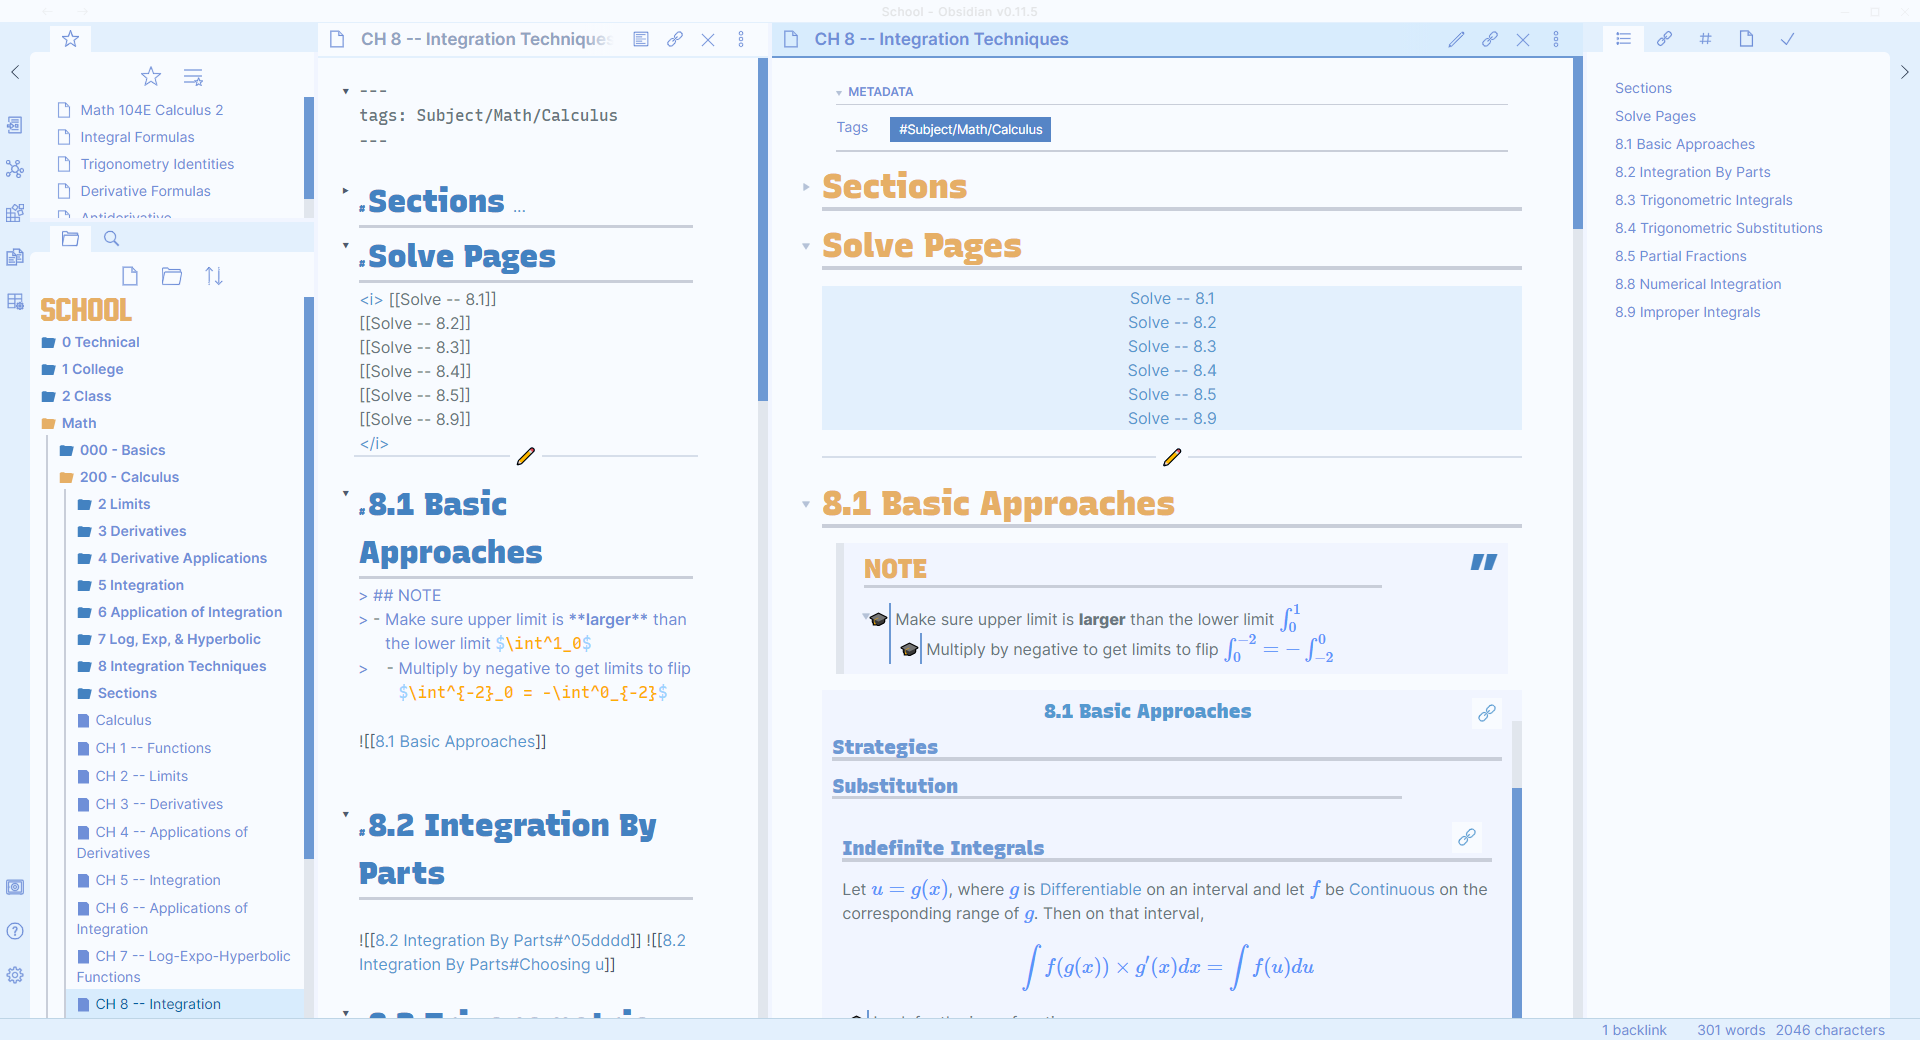 School - Obsidian v0.11.5
Math 104E Calculus 2
Integral Formulas
Trigonometry Identities
Derivative Formulas
Antiderivative
SCHOOL
0 Technical
1 College
2 Class
Math
000 - Basics
200 - Calculus
2 Limits
3 Derivatives
4 Derivative Applications
5 Integration
6 Application of Integration
7 Log, Exp, & Hyperbolic
8 Integration Techniques
Sections
Calculus
CH 1 -- Functions
CH 2 -- Limits
CH 3 -- Derivatives
CH 4 -- Applications of
Derivatives
CH 5 -- Integration
CH 6 -- Applications of
Integration
CH 7 -- Log-Expo-Hyperbolic
Functions
CH 8 -- Integration
CH 8 -- Integration Techniques
---
tags: Subject/Math/Calculus
---
#Sections ...
#Solve Pages
<i> [[Solve -- 8.1]]
[[Solve -- 8.2]]
[[Solve -- 8.3]]
[[Solve -- 8.4]]
[[Solve -- 8.5]]
[[Solve -- 8.9]]
</i>
#8.1 Basic
Approaches
> ## NOTE
> - Make sure upper limit is **larger** than
the lower limit $\int^1_0$
> - Multiply by negative to get limits to flip
$\int^{-2}_0 = -\int^0_{-2}$
![[8.1 Basic Approaches]]
#8.2 Integration By
Parts
![[8.2 Integration By Parts#^05dddd]] ![[8.2
Integration By Parts#Choosing u]]
CH 8 -- Integration Techniques
METADATA
Tags #Subject/Math/Calculus
Sections
Solve Pages
Solve -- 8.1
Solve -- 8.2
Solve -- 8.3
Solve -- 8.4
Solve -- 8.5
Solve -- 8.9
8.1 Basic Approaches
NOTE
Make sure upper limit is larger than the lower limit ∫₀¹
Multiply by negative to get limits to flip ∫₀⁻² = −∫₋₂⁰
8.1 Basic Approaches
Strategies
Substitution
Indefinite Integrals
Let u = g(x), where g is Differentiable on an interval and let f be Continuous on the
corresponding range of g. Then on that interval,
∫ f(g(x)) × g′(x)dx = ∫ f(u)du
Sections
Solve Pages
8.1 Basic Approaches
8.2 Integration By Parts
8.3 Trigonometric Integrals
8.4 Trigonometric Substitutions
8.5 Partial Fractions
8.8 Numerical Integration
8.9 Improper Integrals
1 backlink 301 words 2046 characters